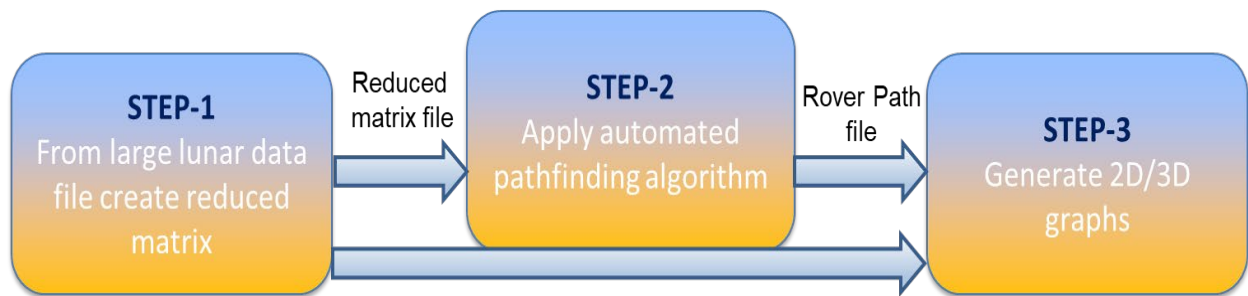 STEP-1
From large lunar data
file create reduced
matrix
Reduced
matrix file
STEP-2
Apply automated
pathfinding algorithm
Rover Path
file
STEP-3
Generate 2D/3D
graphs